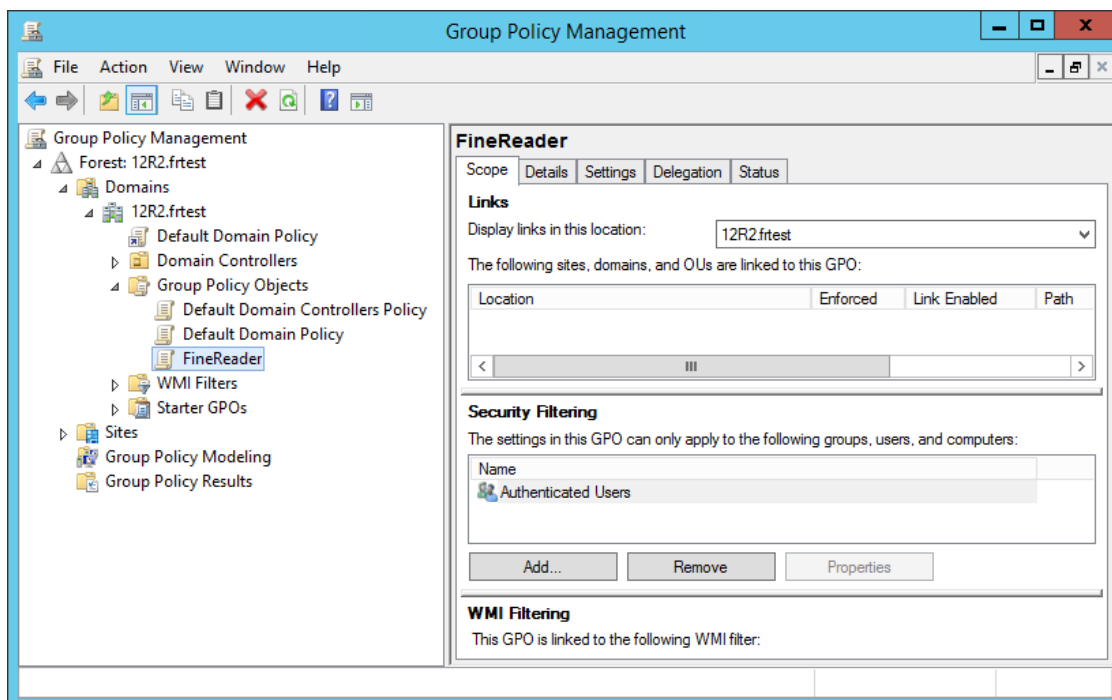 Group Policy Management
File Action View Window Help
Group Policy Management
Forest: 12R2.frtest
Domains
12R2.frtest
Default Domain Policy
Domain Controllers
Group Policy Objects
Default Domain Controllers Policy
Default Domain Policy
FineReader
WMI Filters
Starter GPOs
Sites
Group Policy Modeling
Group Policy Results
FineReader
Scope Details Settings Delegation Status
Links
Display links in this location: 12R2.frtest
The following sites, domains, and OUs are linked to this GPO:
Location Enforced Link Enabled Path
Security Filtering
The settings in this GPO can only apply to the following groups, users, and computers:
Name
Authenticated Users
Add... Remove Properties
WMI Filtering
This GPO is linked to the following WMI filter: